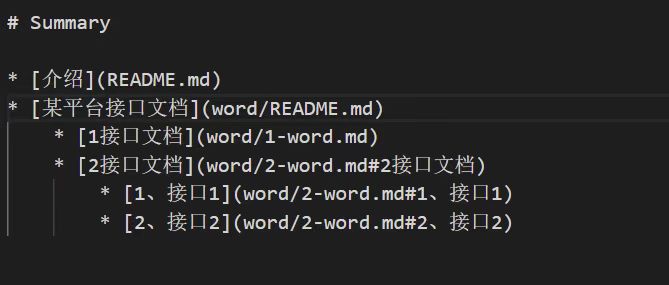 # Summary
* [介绍](README.md)
* [某平台接口文档](word/README.md)
* [1接口文档](word/1-word.md)
* [2接口文档](word/2-word.md#2接口文档)
* [1、接口1](word/2-word.md#1、接口1)
* [2、接口2](word/2-word.md#2、接口2)